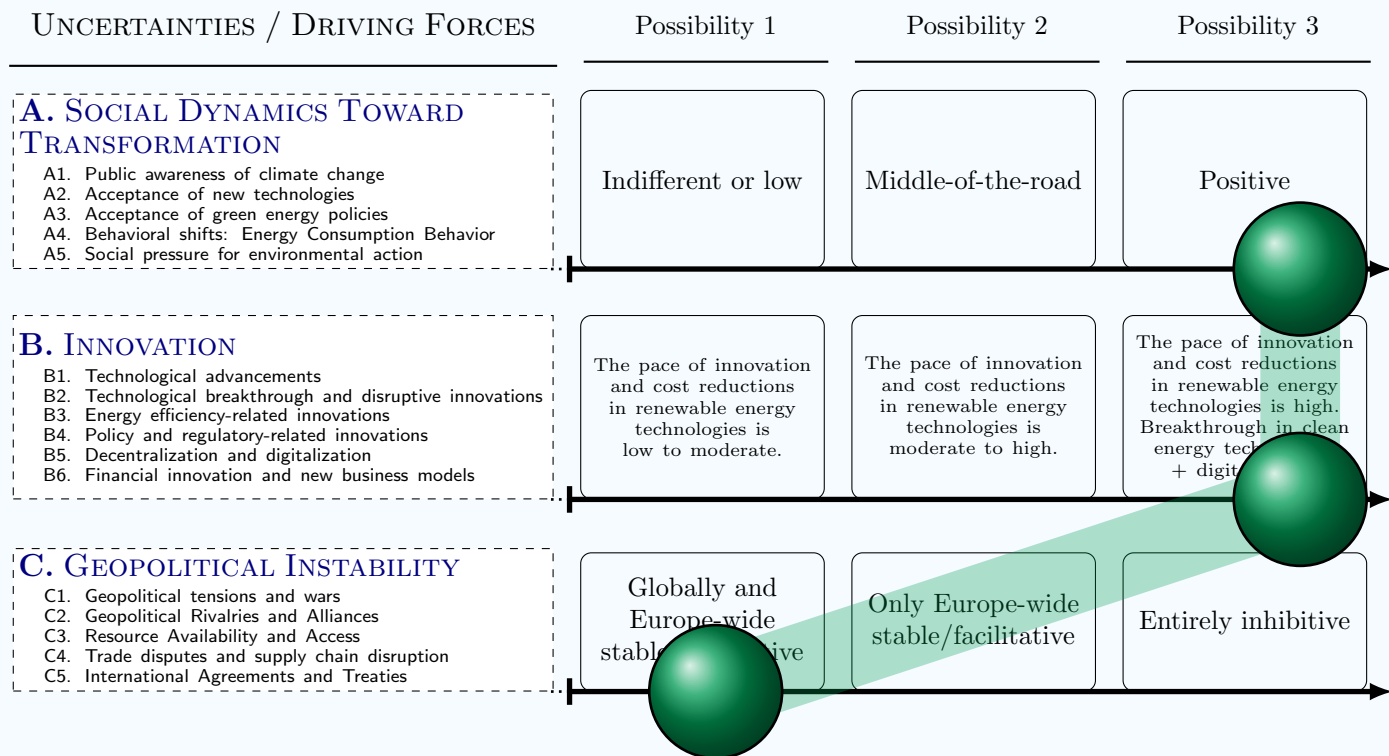 UNCERTAINTIES / DRIVING FORCES
Possibility 1
Possibility 2
Possibility 3
A. SOCIAL DYNAMICS TOWARD
TRANSFORMATION
A1. Public awareness of climate change
A2. Acceptance of new technologies
A3. Acceptance of green energy policies
A4. Behavioral shifts: Energy Consumption Behavior
A5. Social pressure for environmental action
Indifferent or low
Middle-of-the-road
Positive
B. INNOVATION
B1. Technological advancements
B2. Technological breakthrough and disruptive innovations
B3. Energy efficiency-related innovations
B4. Policy and regulatory-related innovations
B5. Decentralization and digitalization
B6. Financial innovation and new business models
The pace of innovation
and cost reductions
in renewable energy
technologies is
low to moderate.
The pace of innovation
and cost reductions
in renewable energy
technologies is
moderate to high.
The pace of innovation
and cost reductions
in renewable energy
technologies is high.
Breakthrough in clean
energy
+
C. GEOPOLITICAL INSTABILITY
C1. Geopolitical tensions and wars
C2. Geopolitical Rivalries and Alliances
C3. Resource Availability and Access
C4. Trade disputes and supply chain disruption
C5. International Agreements and Treaties
Globally and
Europe-wide
Only Europe-wide
stable/facilitative
Entirely inhibitive